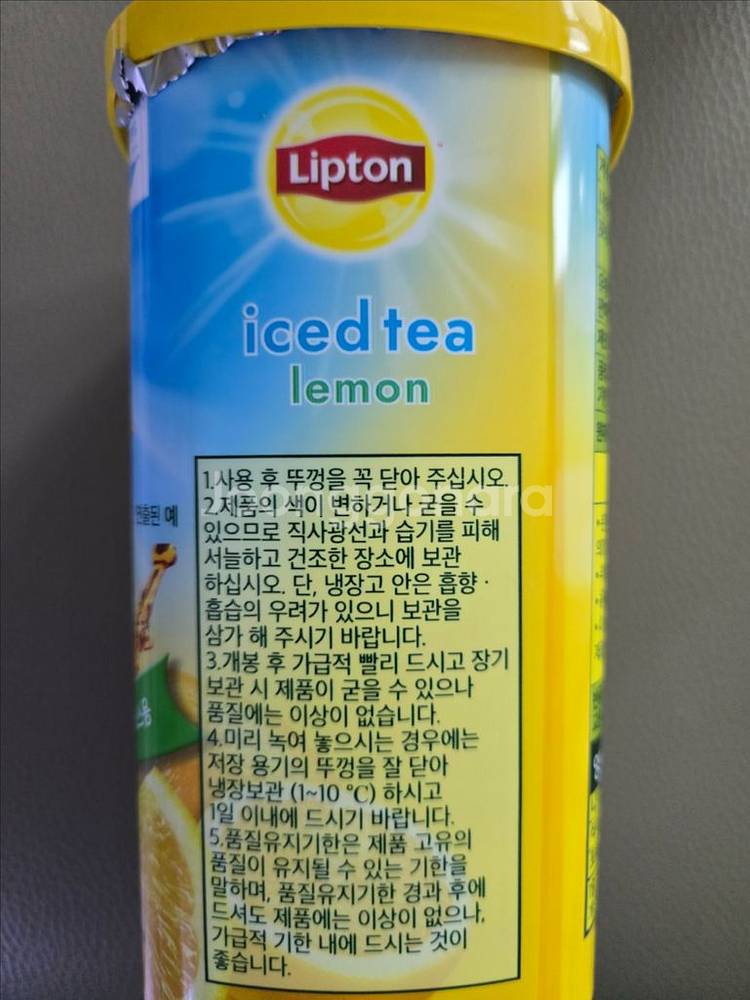 Lipton
iced tea
lemon
1.사용 후 뚜껑을 꼭 닫아 주십시오.
2.제품의 색이 변하거나 굳을 수
있으므로 직사광선과 습기를 피해
서늘하고 건조한 장소에 보관
하십시오. 단, 냉장고 안은 흡향·
흡습의 우려가 있으니 보관을
삼가 해 주시기 바랍니다.
3.개봉 후 가급적 빨리 드시고 장기
보관 시 제품이 굳을 수 있으나
품질에는 이상이 없습니다.
4.미리 녹여 놓으시는 경우에는
저장 용기의 뚜껑을 잘 닫아
냉장보관 (1~10 ℃) 하시고
1일 이내에 드시기 바랍니다.
5.품질유지기한은 제품 고유의
품질이 유지될 수 있는 기한을
말하며, 품질유지기한 경과 후에
드셔도 제품에는 이상이 없으나,
가급적 기한 내에 드시는 것이
좋습니다.
예